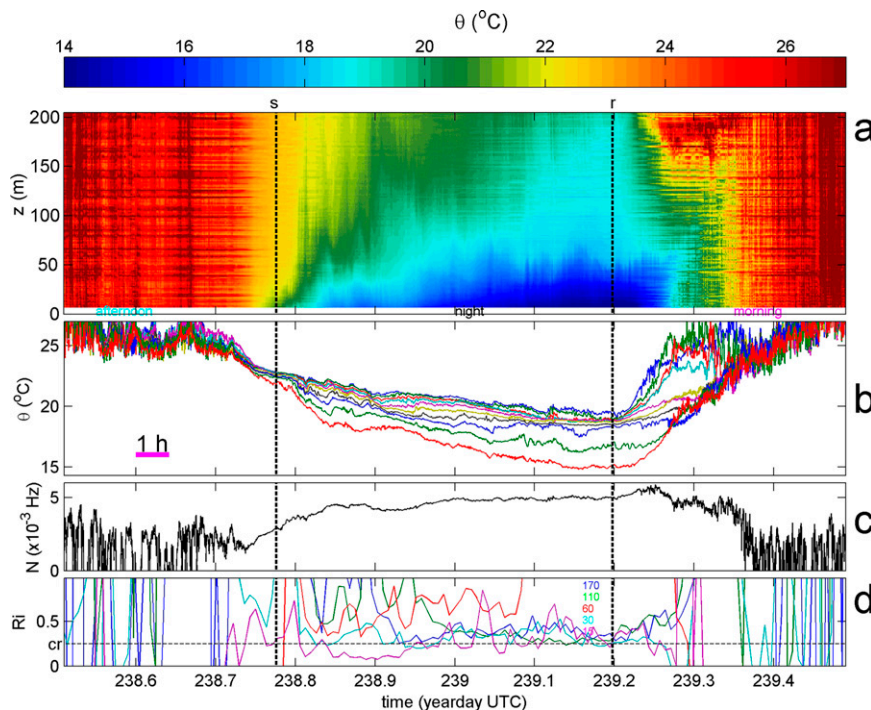 θ (°C)
14 16 18 20 22 24 26
s r
a
200
150
100
50
0
z (m)
afternoon night morning
b
25
20
15
θ (°C)
1 h
c
5
0
N (x10⁻³ Hz)
d
170
110
60
30
0.5
cr
0
Ri
238.6 238.7 238.8 238.9 239 239.1 239.2 239.3 239.4
time (yearday UTC)